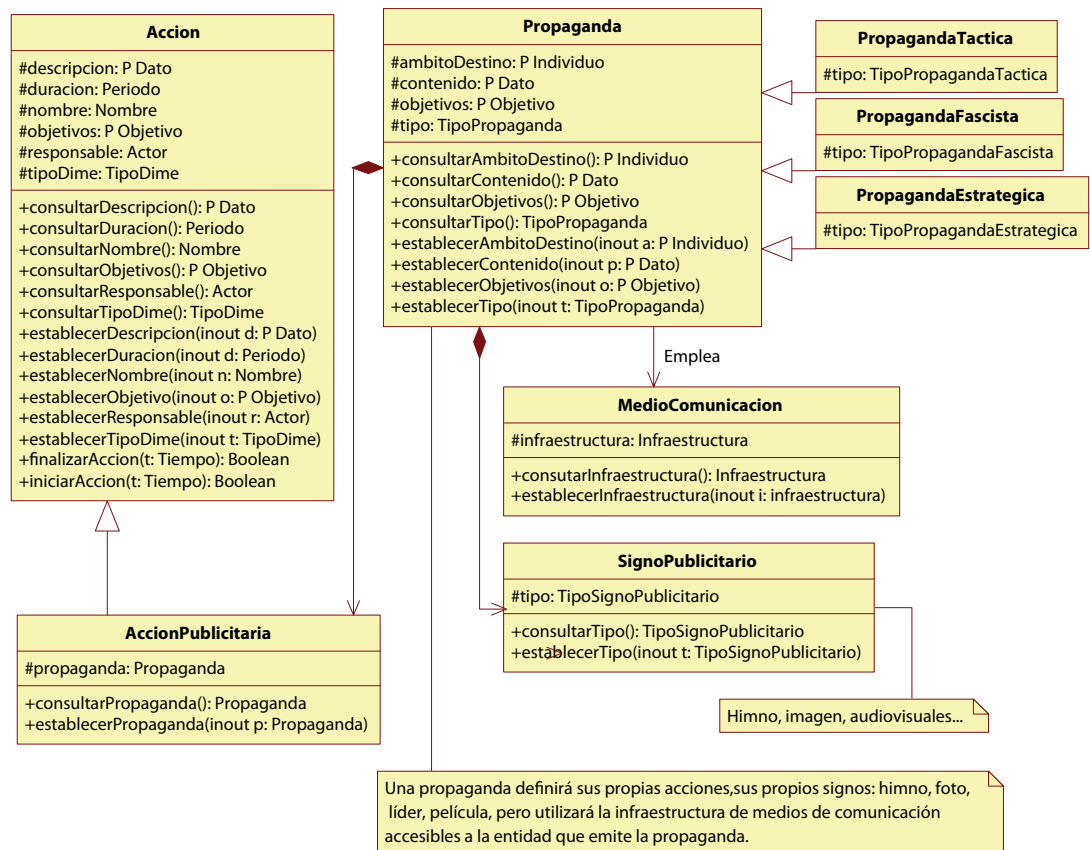 Accion
#descripcion: P Dato
#duracion: Periodo
#nombre: Nombre
#objetivos: P Objetivo
#responsable: Actor
#tipoDime: TipoDime
+consultarDescripcion(): P Dato
+consultarDuracion(): Periodo
+consultarNombre(): Nombre
+consultarObjetivos(): P Objetivo
+consultarResponsable(): Actor
+consultarTipoDime(): TipoDime
+establecerDescripcion(inout d: P Dato)
+establecerDuracion(inout d: Periodo)
+establecerNombre(inout n: Nombre)
+establecerObjetivo(inout o: P Objetivo)
+establecerResponsable(inout r: Actor)
+establecerTipoDime(inout t: TipoDime)
+finalizarAccion(t: Tiempo): Boolean
+iniciarAccion(t: Tiempo): Boolean
Propaganda
#ambitoDestino: P Individuo
#contenido: P Dato
#objetivos: P Objetivo
#tipo: TipoPropaganda
+consultarAmbitoDestino(): P Individuo
+consultarContenido(): P Dato
+consultarObjetivos(): P Objetivo
+consultarTipo(): TipoPropaganda
+establecerAmbitoDestino(inout a: P Individuo)
+establecerContenido(inout p: P Dato)
+establecerObjetivos(inout o: P Objetivo)
+establecerTipo(inout t: TipoPropaganda)
PropagandaTactica
#tipo: TipoPropagandaTactica
PropagandaFascista
#tipo: TipoPropagandaFascista
PropagandaEstrategica
#tipo: TipoPropagandaEstrategica
Emplea
MedioComunicacion
#infraestructura: Infraestructura
+consutarInfraestructura(): Infraestructura
+establecerInfraestructura(inout i: infraestructura)
SignoPublicitario
#tipo: TipoSignoPublicitario
+consultarTipo(): TipoSignoPublicitario
+establecerTipo(inout t: TipoSignoPublicitario)
AccionPublicitaria
#propaganda: Propaganda
+consultarPropaganda(): Propaganda
+establecerPropaganda(inout p: Propaganda)
Himno, imagen, audiovisuales...
Una propaganda definirá sus propias acciones,sus propios signos: himno, foto,
líder, película, pero utilizará la infraestructura de medios de comunicación
accesibles a la entidad que emite la propaganda.